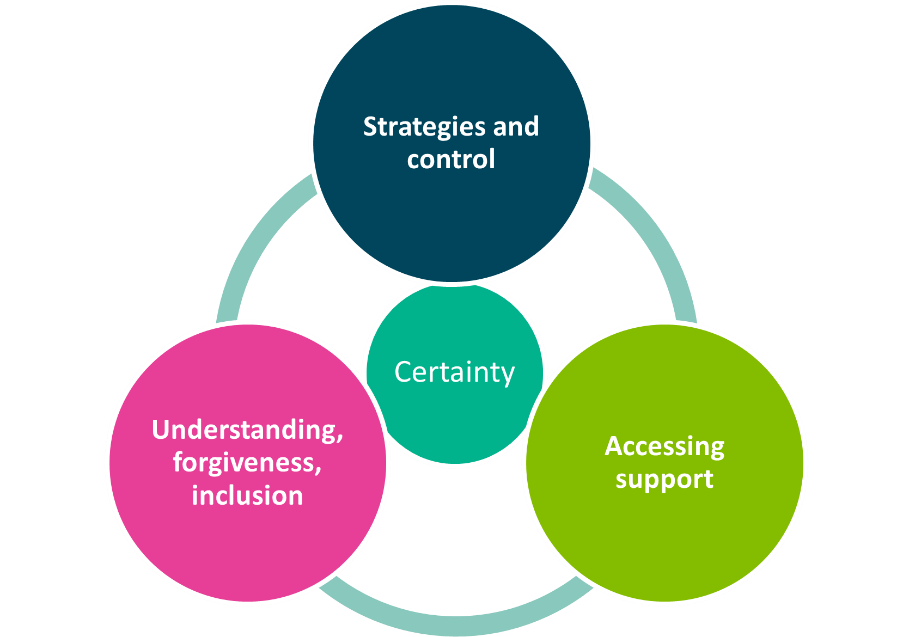 Strategies and
control
Certainty
Understanding,
forgiveness,
inclusion
Accessing
support